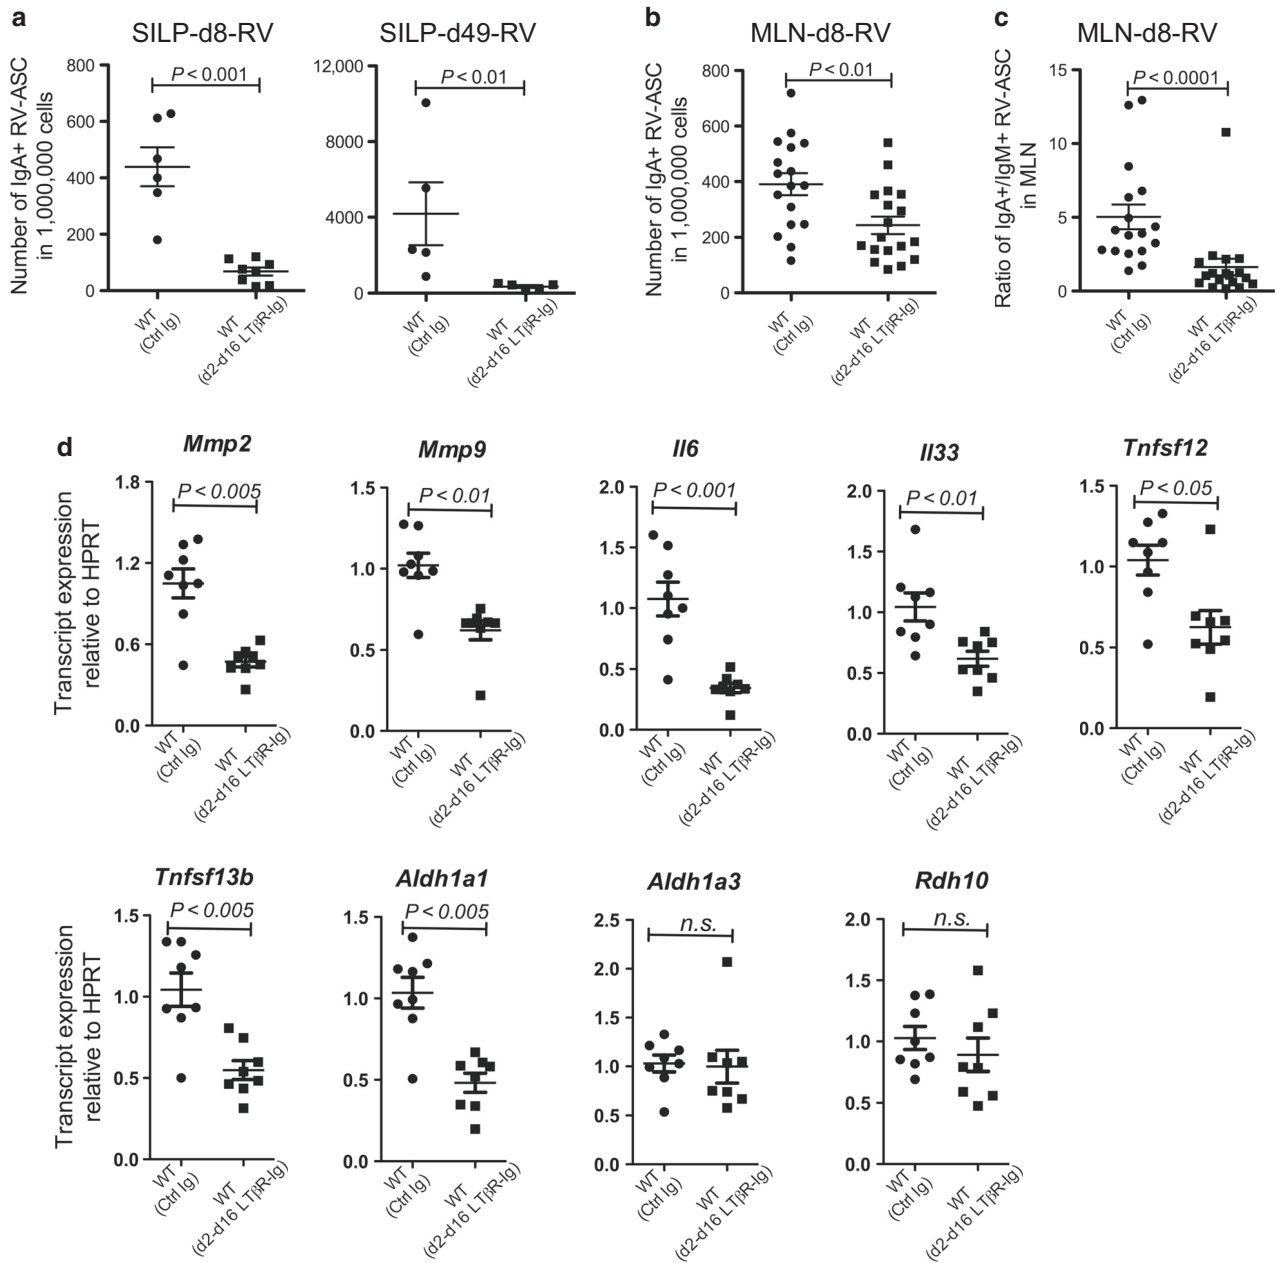 a
SILP-d8-RV
SILP-d49-RV
Number of IgA+ RV-ASC
in 1,000,000 cells
800
600
400
200
0
P < 0.001
WT
(Ctrl Ig)
WT
(d2-d16 LTβR-Ig)
12,000
8000
4000
0
P < 0.01
WT
(Ctrl Ig)
WT
(d2-d16 LTβR-Ig)
b
MLN-d8-RV
Number of IgA+ RV-ASC
in 1,000,000 cells
800
600
400
200
0
P < 0.01
WT
(Ctrl Ig)
WT
(d2-d16 LTβR-Ig)
c
MLN-d8-RV
Ratio of IgA+/IgM+ RV-ASC
in MLN
15
10
5
0
P < 0.0001
WT
(Ctrl Ig)
WT
(d2-d16 LTβR-Ig)
d
Mmp2
Transcript expression
relative to HPRT
1.8
1.2
0.6
0.0
P < 0.005
WT
(Ctrl Ig)
WT
(d2-d16 LTβR-Ig)
Mmp9
1.5
1.0
0.5
0.0
P < 0.01
WT
(Ctrl Ig)
WT
(d2-d16 LTβR-Ig)
Il6
2.0
1.5
1.0
0.5
0.0
P < 0.001
WT
(Ctrl Ig)
WT
(d2-d16 LTβR-Ig)
Il33
2.0
1.5
1.0
0.5
0.0
P < 0.01
WT
(Ctrl Ig)
WT
(d2-d16 LTβR-Ig)
Tnfsf12
1.5
1.0
0.5
0.0
P < 0.05
WT
(Ctrl Ig)
WT
(d2-d16 LTβR-Ig)
Tnfsf13b
Transcript expression
relative to HPRT
1.5
1.0
0.5
0.0
P < 0.005
WT
(Ctrl Ig)
WT
(d2-d16 LTβR-Ig)
Aldh1a1
1.5
1.0
0.5
0.0
P < 0.005
WT
(Ctrl Ig)
WT
(d2-d16 LTβR-Ig)
Aldh1a3
2.5
2.0
1.5
1.0
0.5
0.0
n.s.
WT
(Ctrl Ig)
WT
(d2-d16 LTβR-Ig)
Rdh10
2.0
1.5
1.0
0.5
0.0
n.s.
WT
(Ctrl Ig)
WT
(d2-d16 LTβR-Ig)